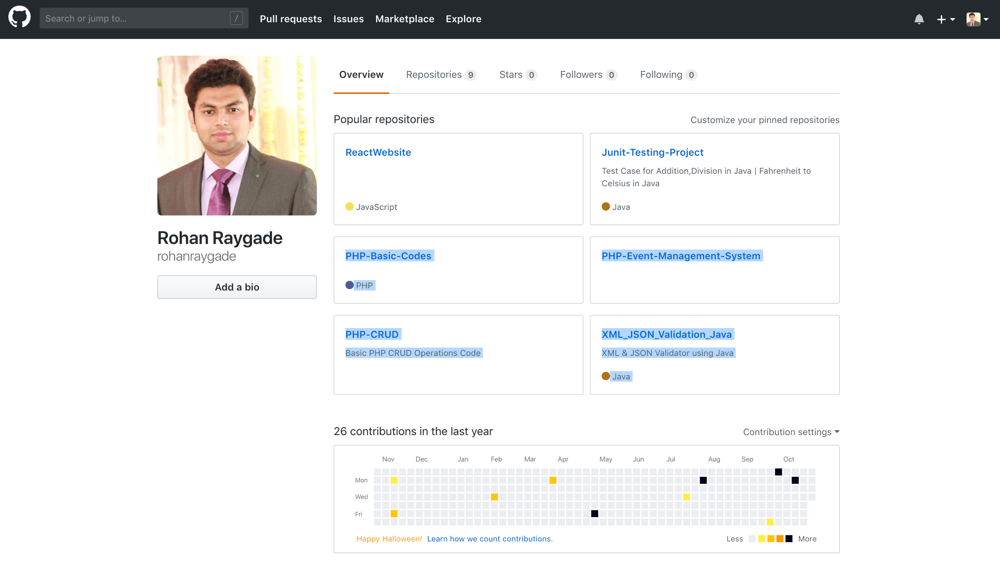 Search or jump to... /
Pull requests Issues Marketplace Explore
Overview Repositories 9 Stars 0 Followers 0 Following 0
Popular repositories
Customize your pinned repositories
ReactWebsite
JavaScript
Junit-Testing-Project
Test Case for Addition,Division in Java | Fahrenheit to
Celsius in Java
Java
Rohan Raygade
rohanraygade
Add a bio
PHP-Basic-Codes
PHP
PHP-Event-Management-System
PHP-CRUD
Basic PHP CRUD Operations Code
XML_JSON_Validation_Java
XML & JSON Validator using Java
Java
26 contributions in the last year
Contribution settings
Nov Dec Jan Feb Mar Apr May Jun Jul Aug Sep Oct
Mon
Wed
Fri
Happy Halloween! Learn how we count contributions.
Less More